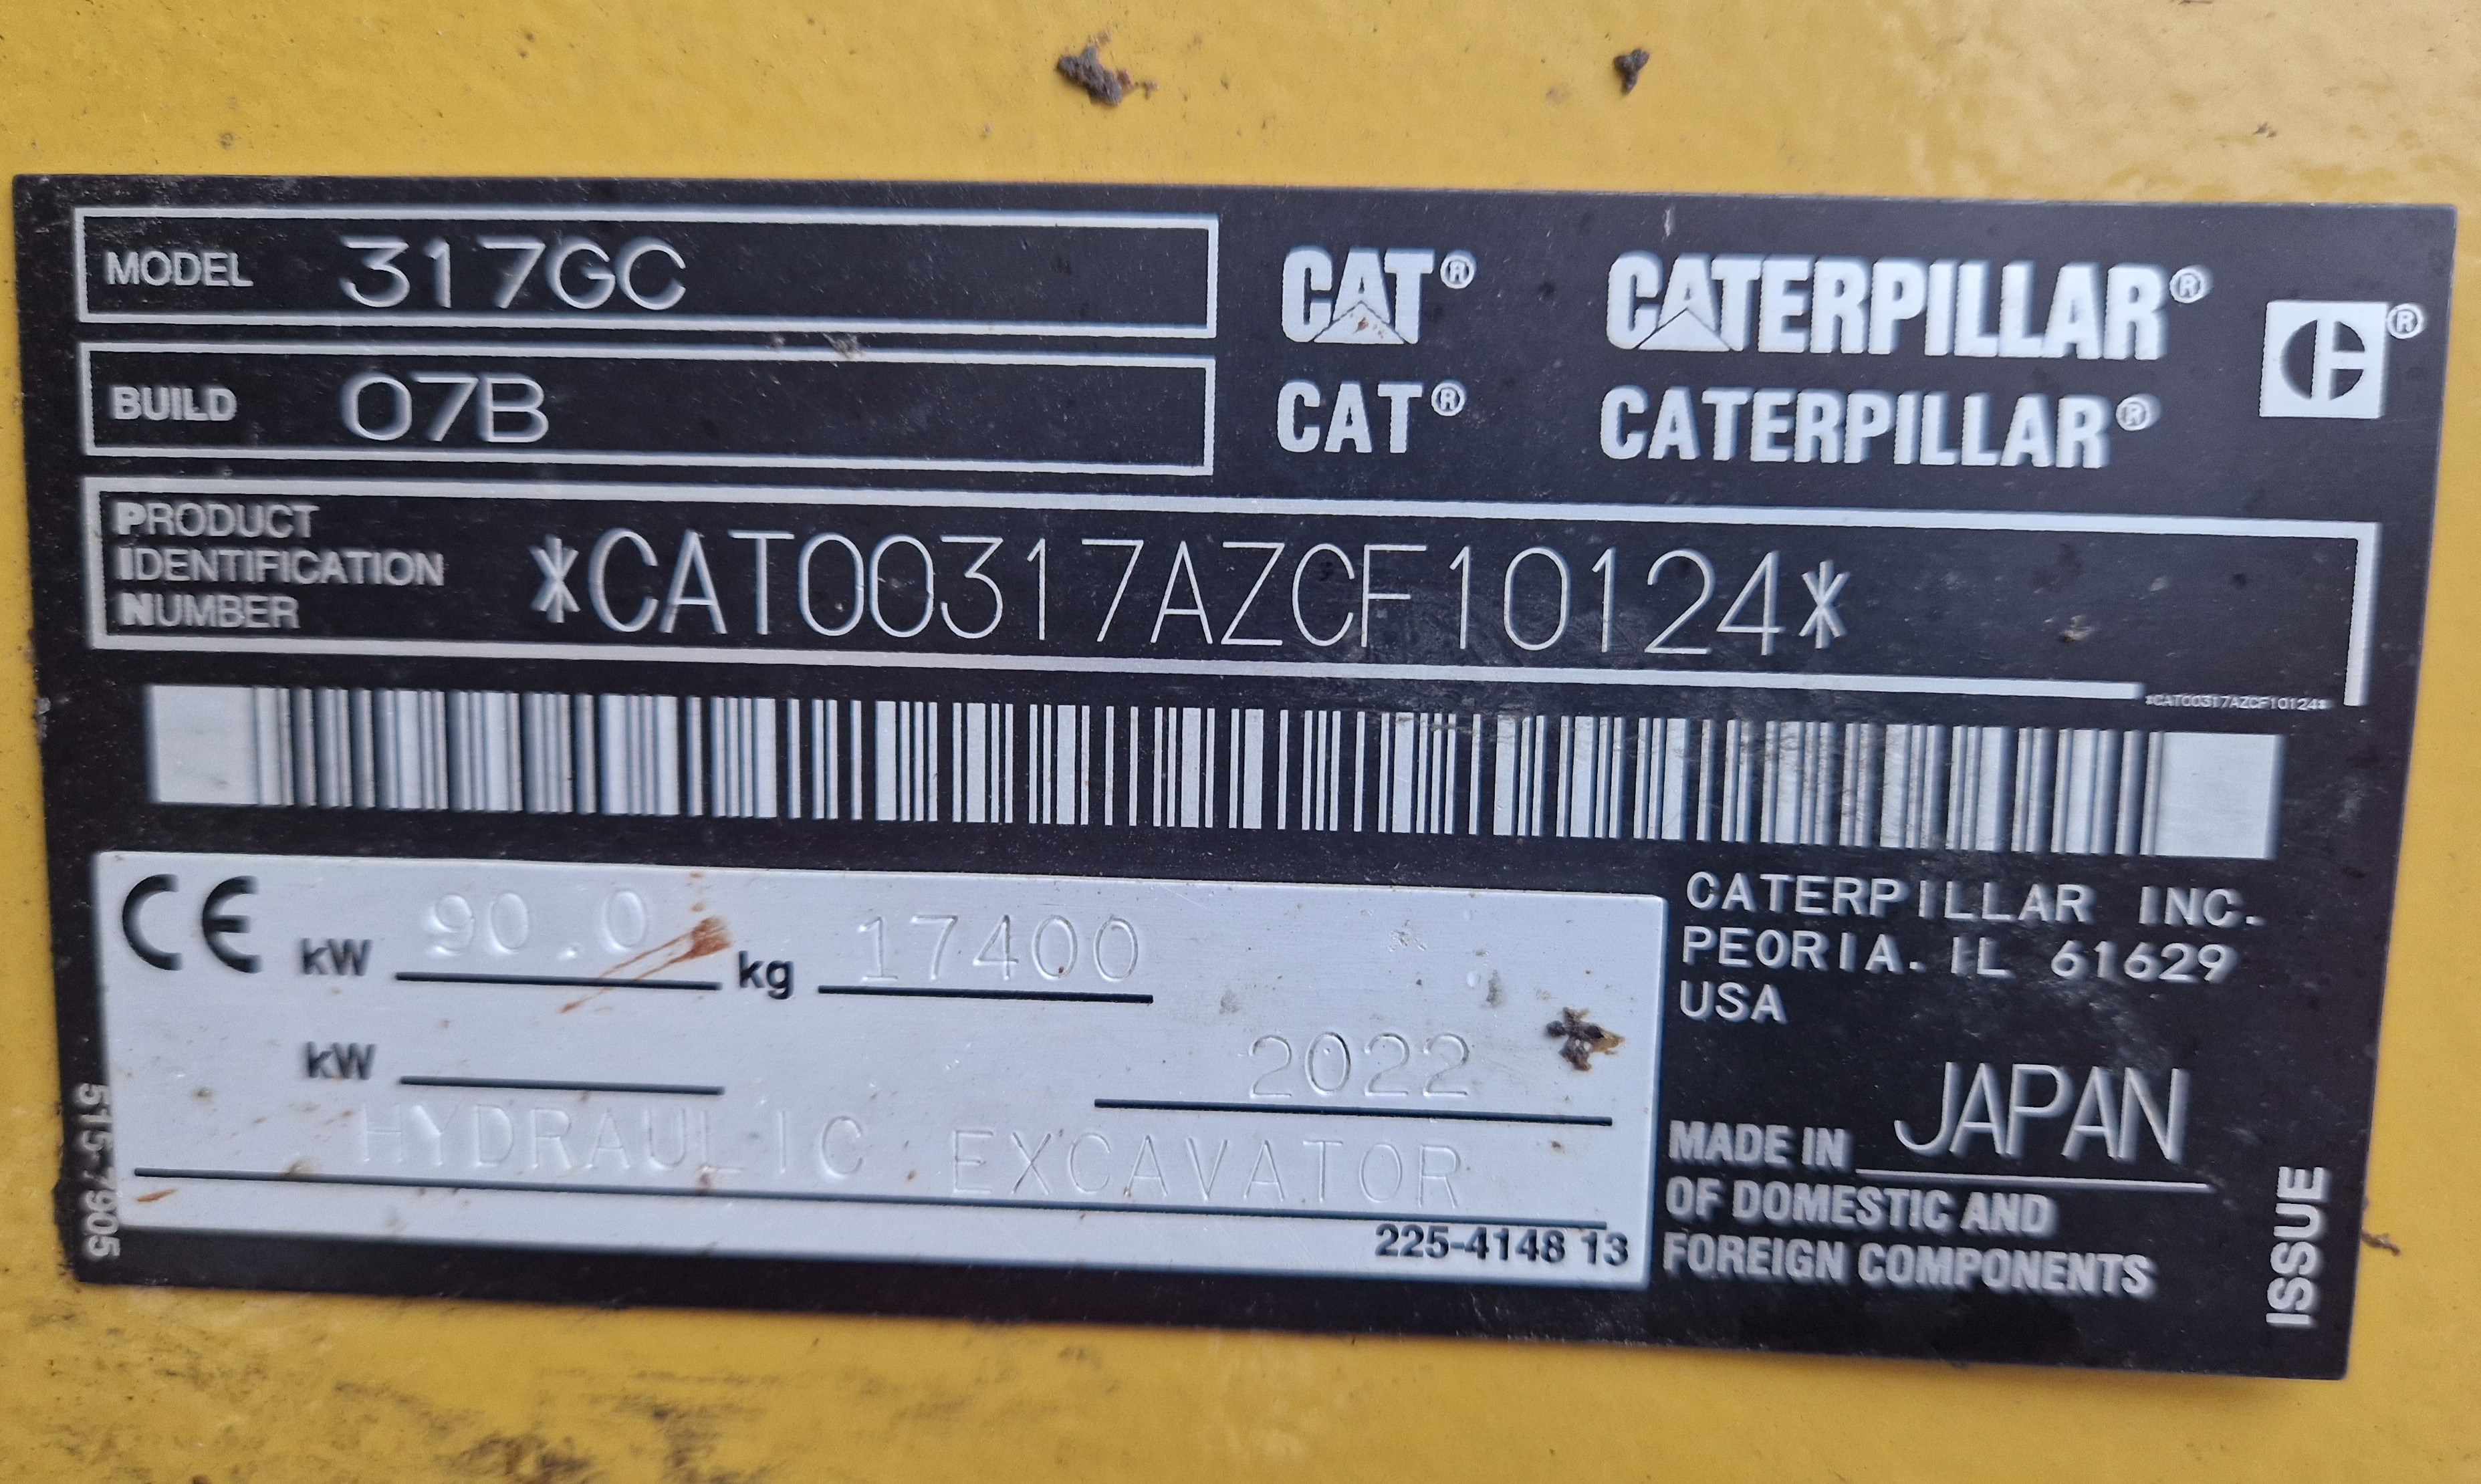 MODEL 317GC
CAT® CATERPILLAR®
BUILD 07B
CAT® CATERPILLAR®
PRODUCT
IDENTIFICATION
NUMBER
*CAT00317AZCF10124*
*CAT00317AZCF10124*
CE kW 90.0 kg 17400
kW
2022
HYDRAULIC EXCAVATOR
225-4148 13
CATERPILLAR INC.
PEORIA. IL 61629
USA
MADE IN JAPAN
OF DOMESTIC AND
FOREIGN COMPONENTS
515-7905
ISSUE